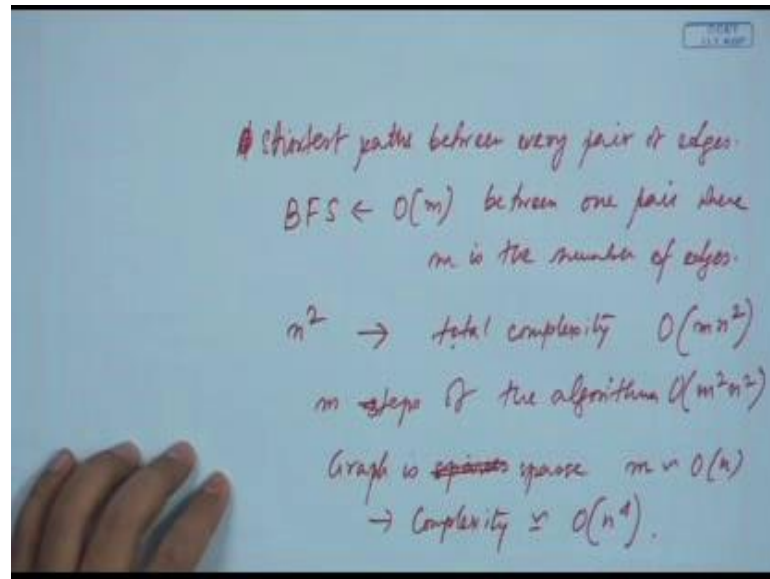 Shortest paths between every pair of edges.
BFS ← O(m) between one pair where
m is the number of edges.
n² → total complexity O(mn²)
m steps of the algorithm O(m²n²)
Graph is sparse m ~ O(n)
→ Complexity ≃ O(n⁴).